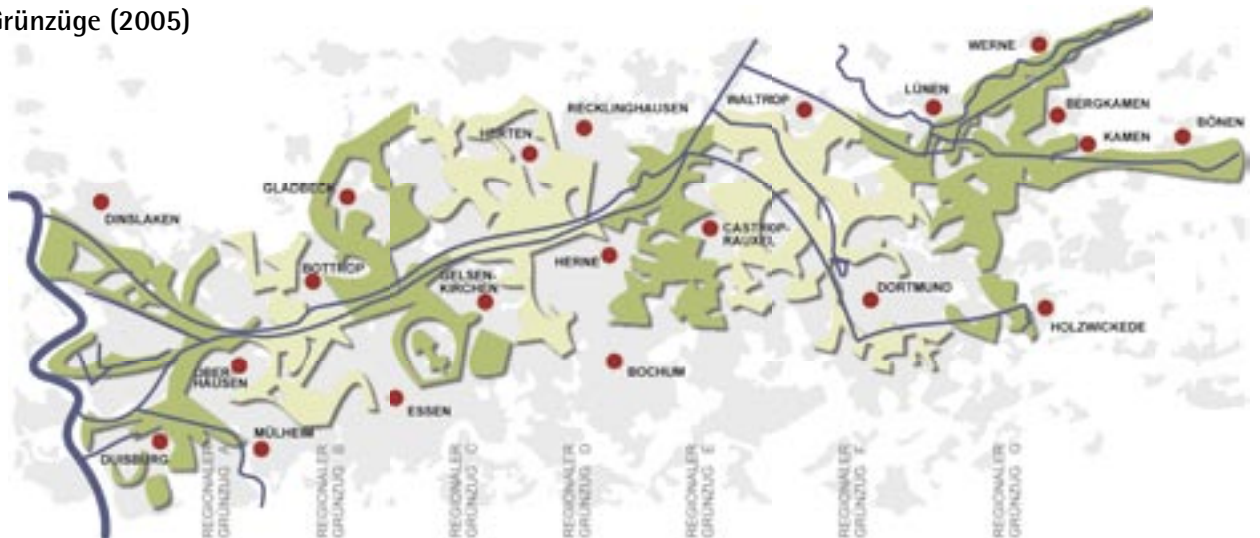 Grünzüge (2005)
WERNE
LÜNEN
WALTROP
BERGKAMEN
RECKLINGHAUSEN
BÖNEN
KAMEN
HERTEN
GLADBECK
DINSLAKEN
CASTROP-
RAUXEL
HERNE
BOTTROP
GELSEN-
KIRCHEN
DORTMUND
HOLZWICKEDE
OBER
HAUSEN
BOCHUM
ESSEN
MÜLHEIM
DUISBURG
REGIONALER
GRÜNZUG A
REGIONALER
GRÜNZUG B
REGIONALER
GRÜNZUG C
REGIONALER
GRÜNZUG D
REGIONALER
GRÜNZUG E
REGIONALER
GRÜNZUG F
REGIONALER
GRÜNZUG G